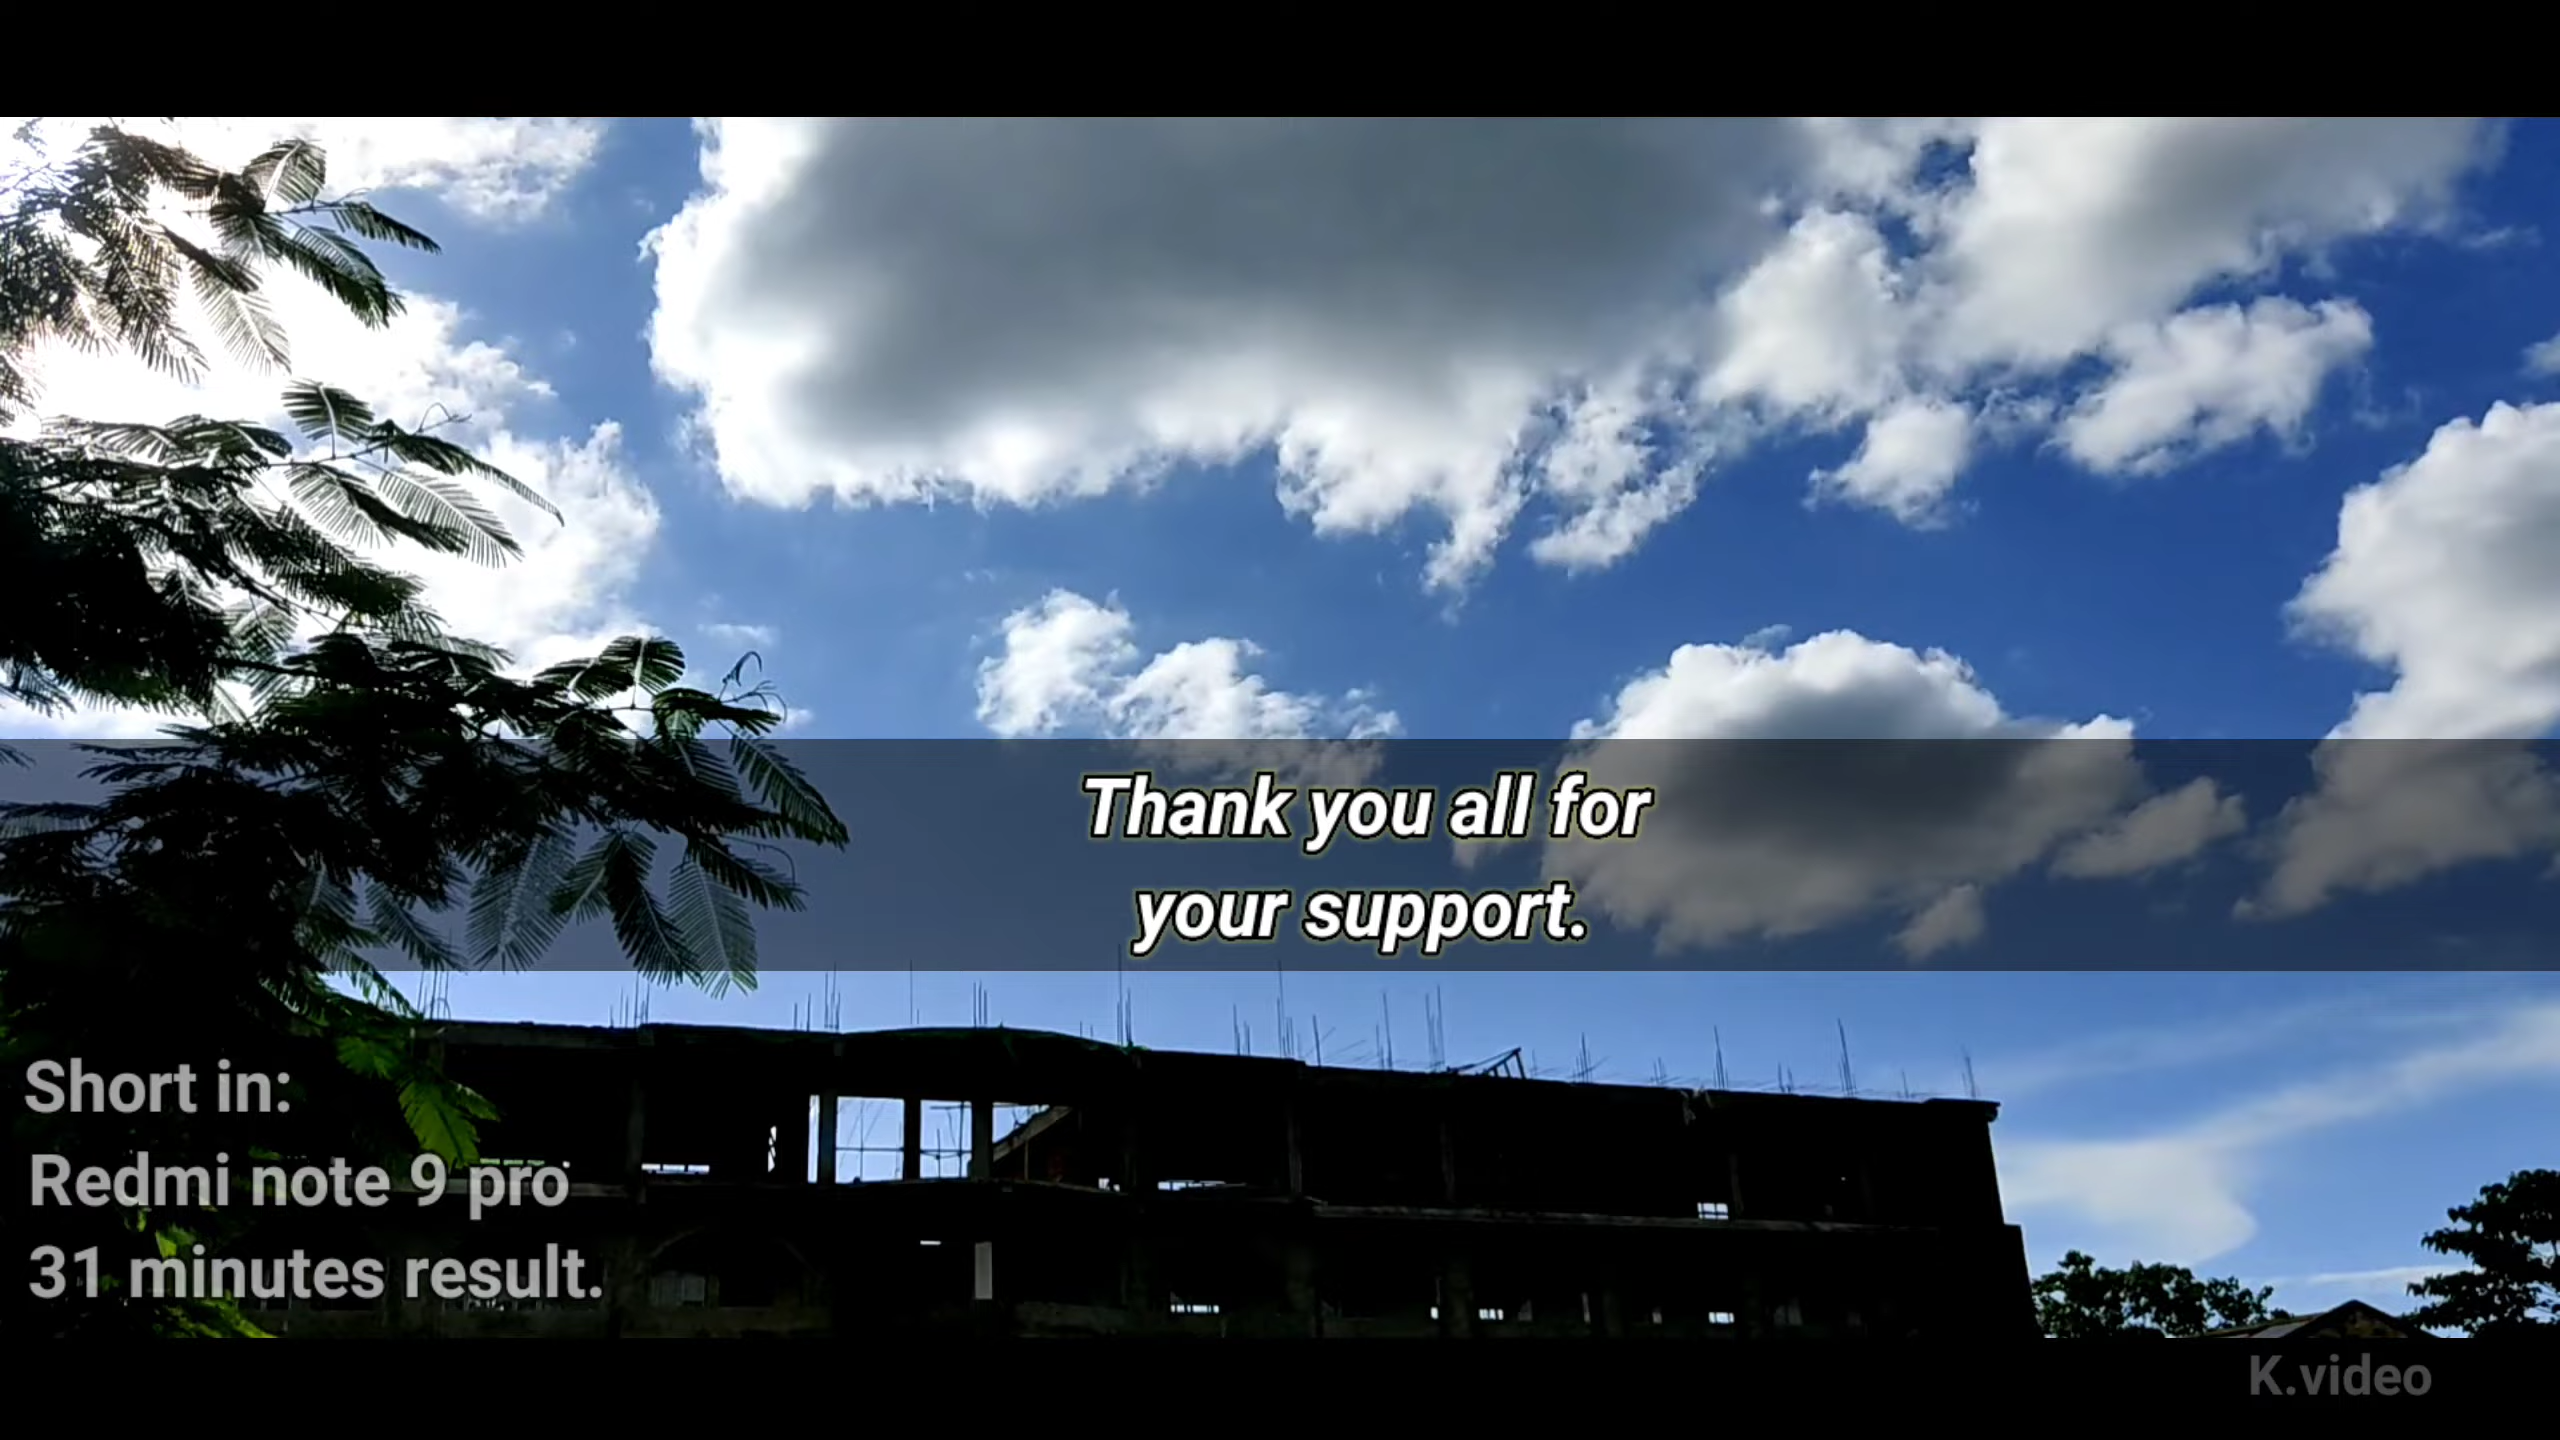 Thank you all for
your support.
Short in:
Redmi note 9 pro
31 minutes result.
K.video